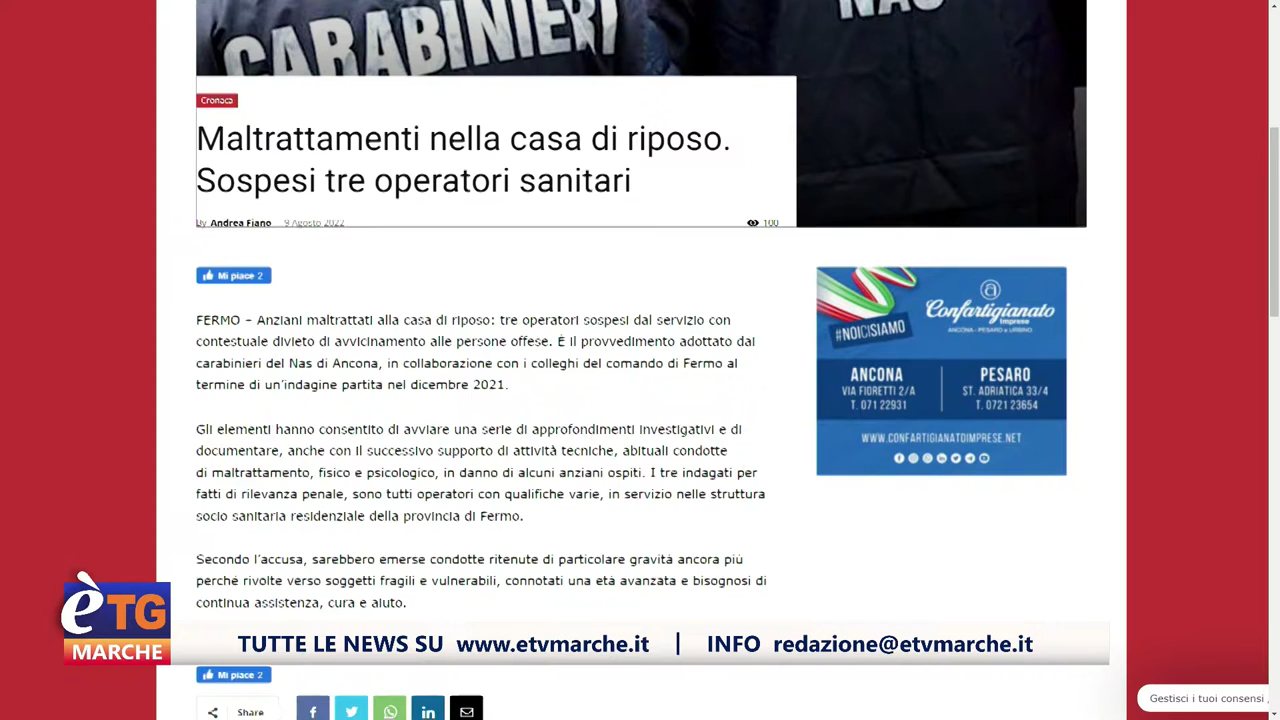 CARABINIERI
NAS
Cronaca
Maltrattamenti nella casa di riposo.
Sospesi tre operatori sanitari
By Andrea Fiano 9 Agosto 2022
100
Mi piace 2
FERMO – Anziani maltrattati alla casa di riposo: tre operatori sospesi dal servizio con
contestuale divieto di avvicinamento alle persone offese. È il provvedimento adottato dai
carabinieri del Nas di Ancona, in collaborazione con i colleghi del comando di Fermo al
termine di un'indagine partita nel dicembre 2021.
Gli elementi hanno consentito di avviare una serie di approfondimenti investigativi e di
documentare, anche con il successivo supporto di attività tecniche, abituali condotte
di maltrattamento, fisico e psicologico, in danno di alcuni anziani ospiti. I tre indagati per
fatti di rilevanza penale, sono tutti operatori con qualifiche varie, in servizio nelle struttura
socio sanitaria residenziale della provincia di Fermo.
Secondo l'accusa, sarebbero emerse condotte ritenute di particolare gravità ancora più
perché rivolte verso soggetti fragili e vulnerabili, connotati una età avanzata e bisognosi di
continua assistenza, cura e aiuto.
#NOICISIAMO
Confartigianato
Imprese
ANCONA - PESARO e URBINO
ANCONA
VIA FIORETTI 2/A
T. 071 22931
PESARO
ST. ADRIATICA 33/4
T. 0721 23654
WWW.CONFARTIGIANATOIMPRESE.NET
èTG
MARCHE
TUTTE LE NEWS SU www.etvmarche.it | INFO redazione@etvmarche.it
Mi piace 2
Share
Gestisci i tuoi consensi